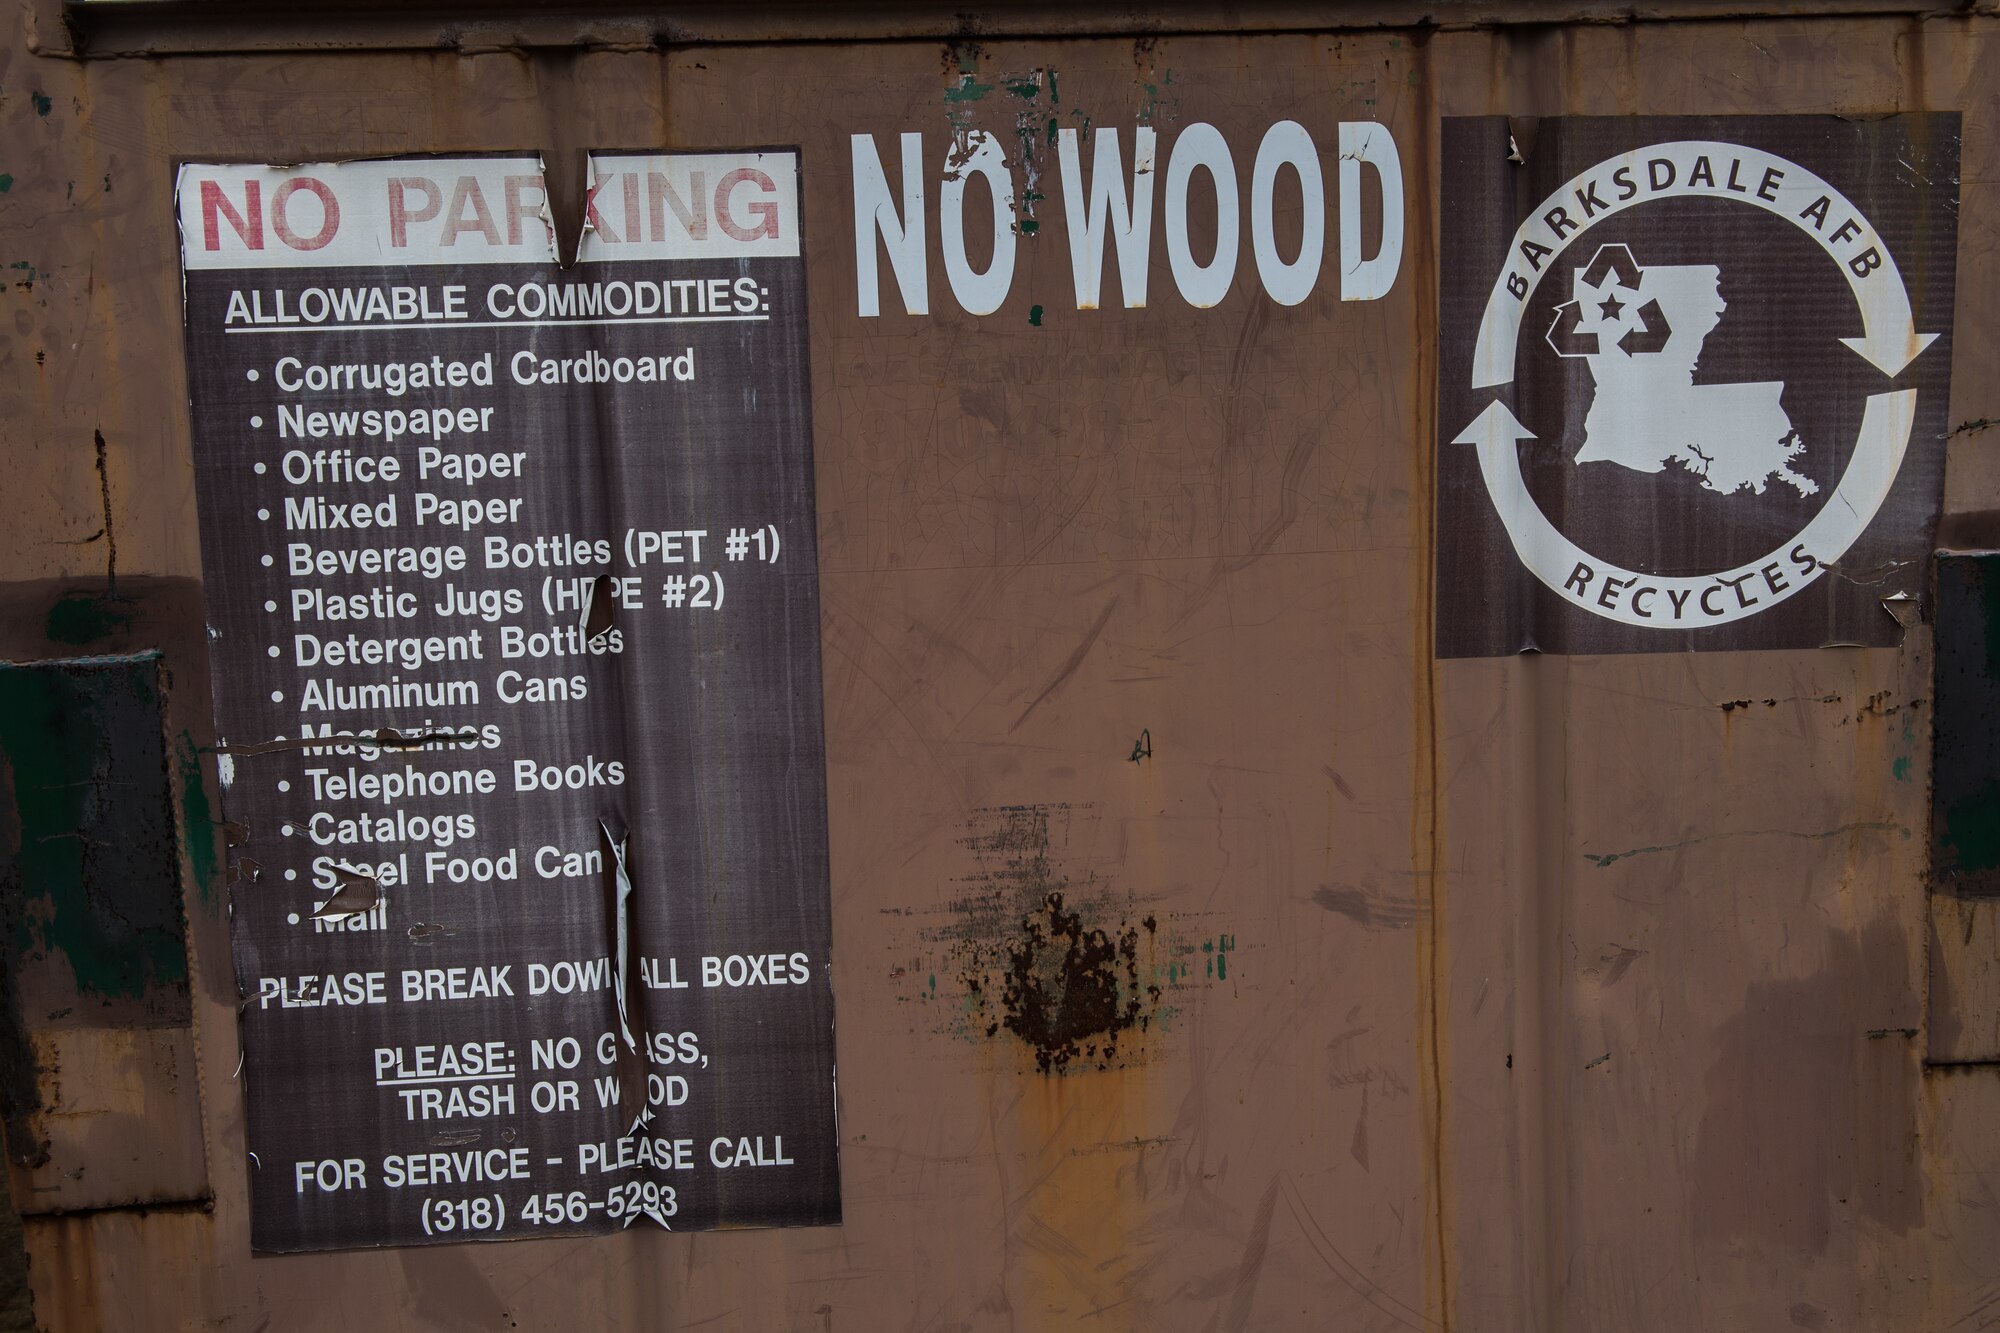 NO PARKING
ALLOWABLE COMMODITIES:
• Corrugated Cardboard
• Newspaper
• Office Paper
• Mixed Paper
• Beverage Bottles (PET #1)
• Plastic Jugs (HDPE #2)
• Detergent Bottles
• Aluminum Cans
• Magazines
• Telephone Books
• Catalogs
• Steel Food Cans
• Mail
PLEASE BREAK DOWN ALL BOXES
PLEASE: NO GLASS,
TRASH OR WOOD
FOR SERVICE - PLEASE CALL
(318) 456-5293
NO WOOD
BARKSDALE AFB
RECYCLES